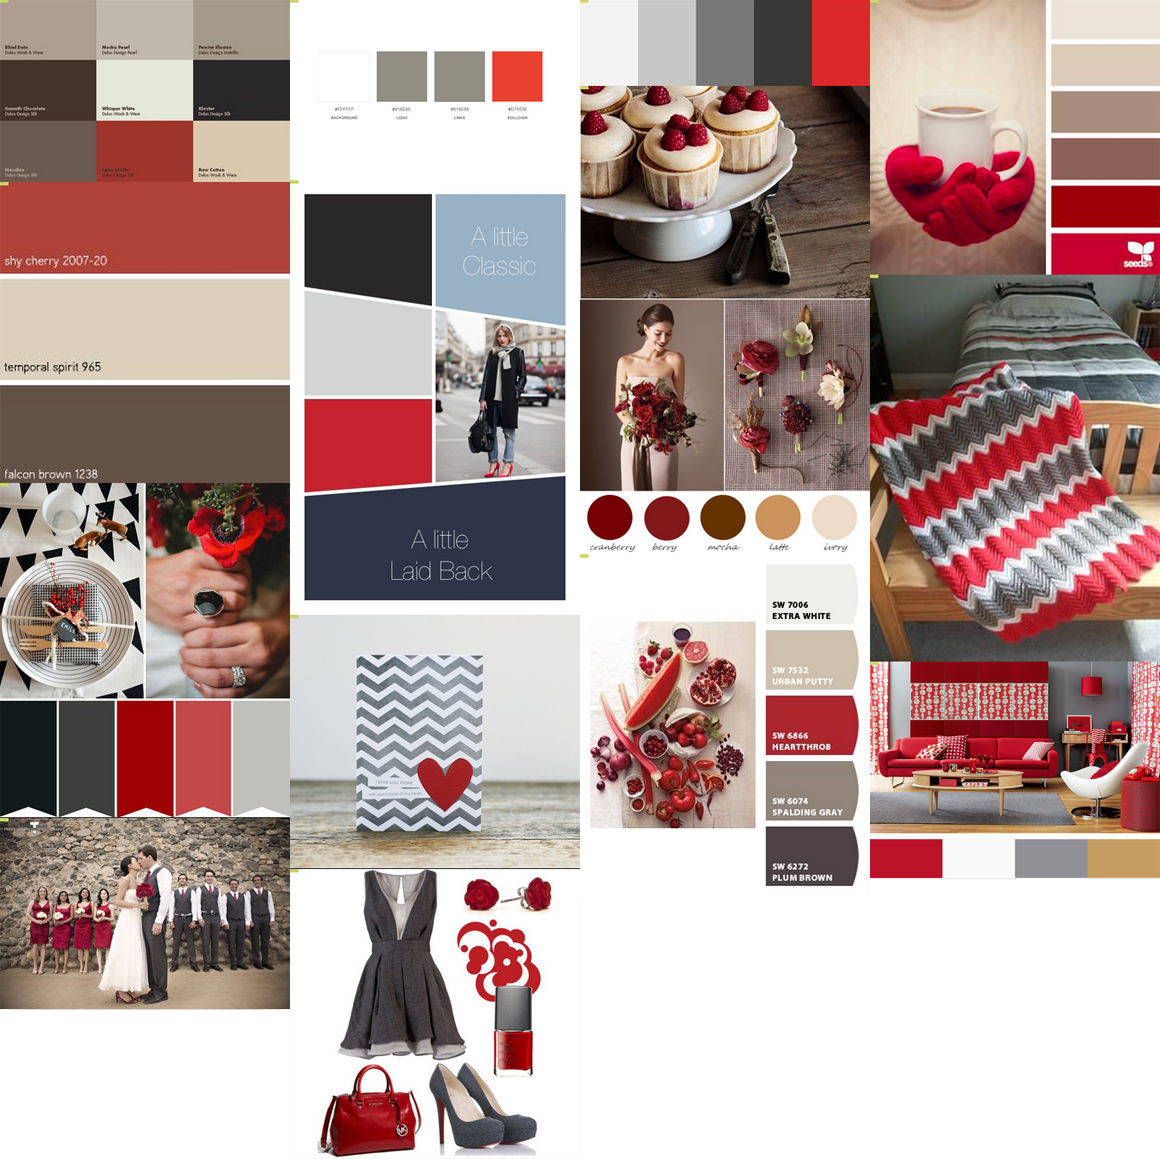 Blind Date
Dulux Wash & Wear
Mocha Pearl
Dulux Design Pearl
Pewter Illusion
Dulux Design Metallic
Smooth Chocolate
Dulux Design Silk
Whisper White
Dulux Wash & Wear
Klavier
Dulux Design Silk
Namibia
Dulux Design Silk
Spice of Life
Dulux Design Silk
Raw Cotton
Dulux Wash & Wear
shy cherry 2007-20
temporal spirit 965
falcon brown 1238
#FFFFFF
BACKGROUND
LOGO
LINKS
ROLLOVER
A little
Classic
A little
Laid Back
i love you more
cranberry
berry
mocha
latte
ivory
SW 7006
EXTRA WHITE
SW 7532
URBAN PUTTY
SW 6866
HEARTTHROB
SW 6074
SPALDING GRAY
SW 6272
PLUM BROWN
seeds